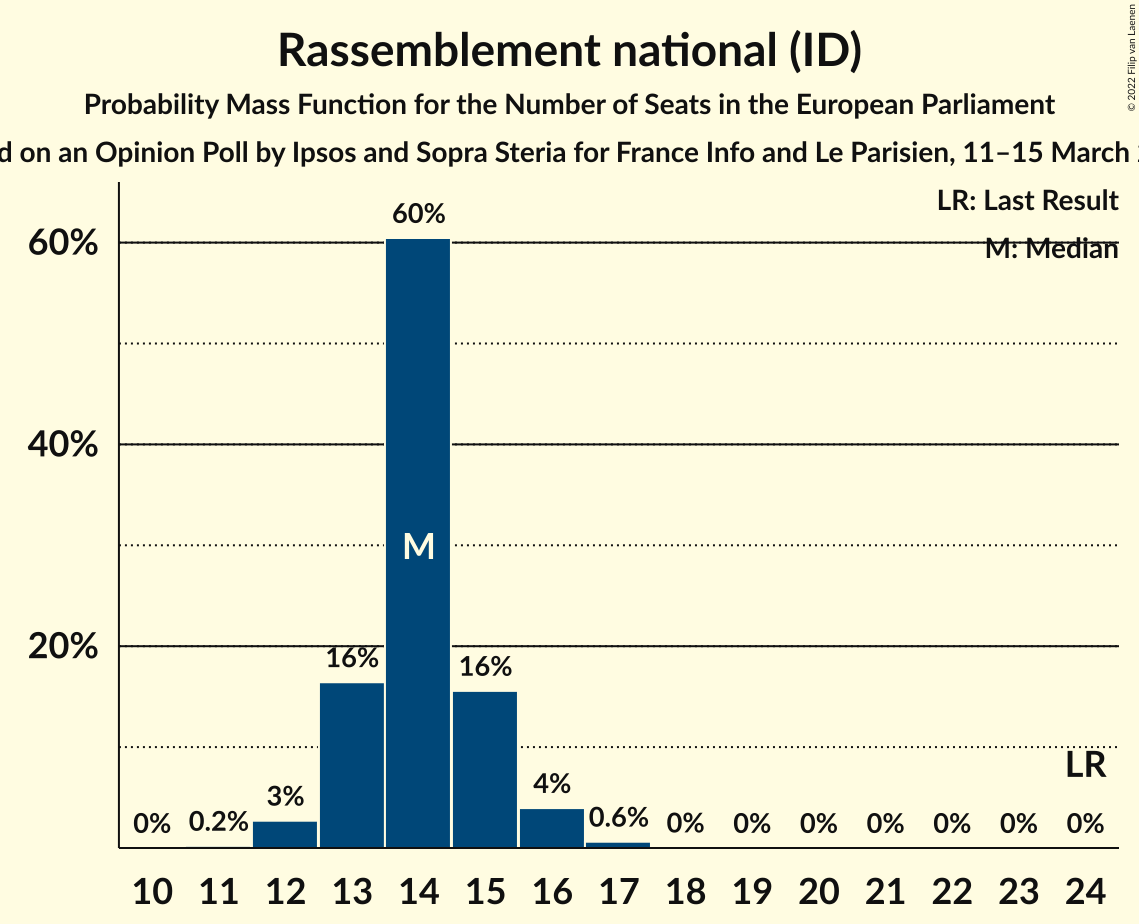 Rassemblement national (ID)
Probability Mass Function for the Number of Seats in the European Parliament
on an Opinion Poll by Ipsos and Sopra Steria for France Info and Le Parisien, 11–15 March
© 2022 Filip van Laenen
LR: Last Result
M: Median
60%
40%
20%
0% 0.2% 3% 16% 60% 16% 4% 0.6% 0% 0% 0% 0% 0% 0% 0%
M
LR
10 11 12 13 14 15 16 17 18 19 20 21 22 23 24